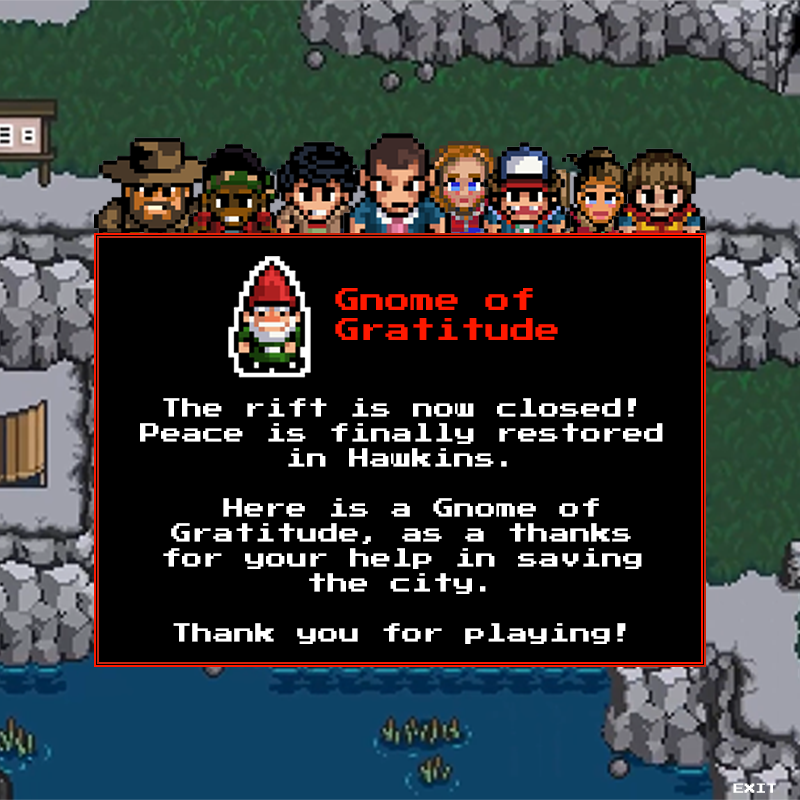 Gnome of
Gratitude
The rift is now closed!
Peace is finally restored
in Hawkins.
Here is a Gnome of
Gratitude, as a thanks
for your help in saving
the city.
Thank you for playing!
EXIT